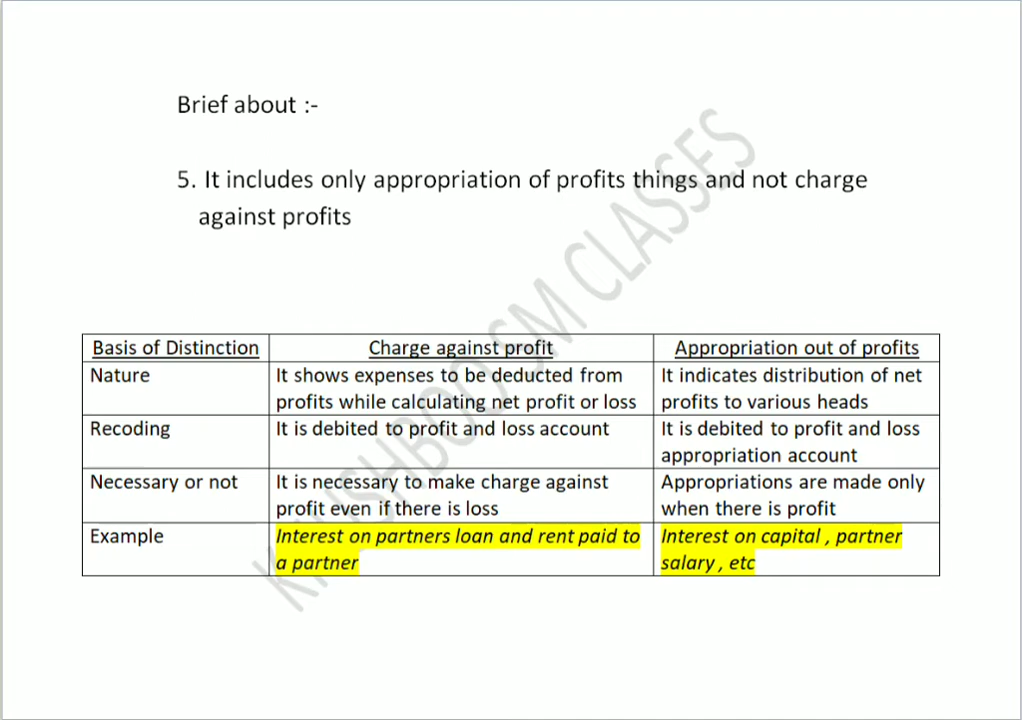 Brief about :-
5. It includes only appropriation of profits things and not charge
against profits
Basis of Distinction Charge against profit Appropriation out of profits
Nature It shows expenses to be deducted from It indicates distribution of net
profits while calculating net profit or loss profits to various heads
Recoding It is debited to profit and loss account It is debited to profit and loss
appropriation account
Necessary or not It is necessary to make charge against Appropriations are made only
profit even if there is loss when there is profit
Example Interest on partners loan and rent paid to Interest on capital , partner
a partner salary , etc
KHUSHBOO SM CLASSES